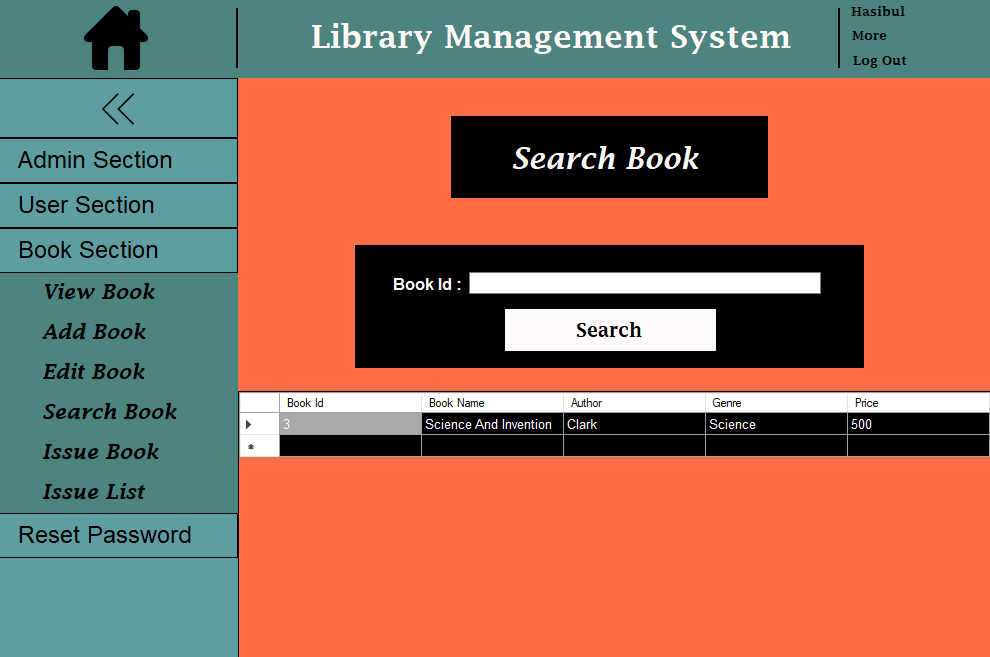 Library Management System
Hasibul
More
Log Out
Admin Section
User Section
Book Section
View Book
Add Book
Edit Book
Search Book
Issue Book
Issue List
Reset Password
Search Book
Book Id :
Search
Book Id Book Name Author Genre Price
3 Science And Invention Clark Science 500